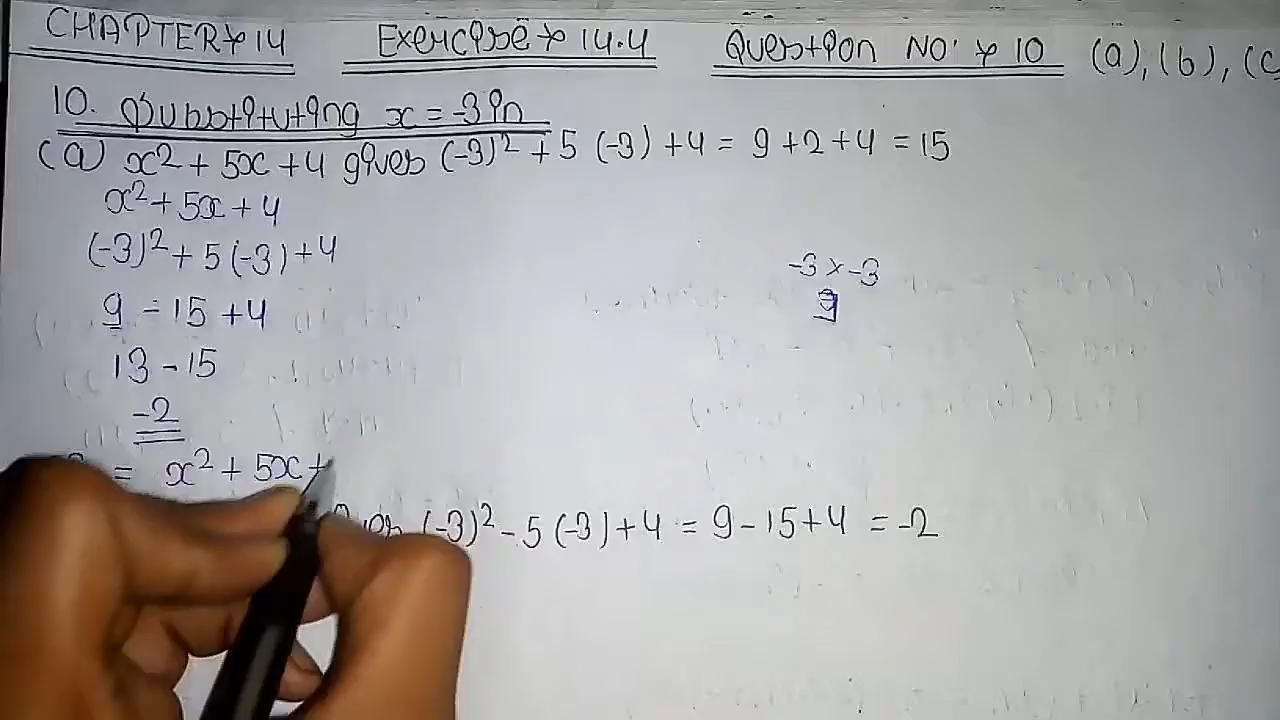 CHAPTER 14 Exercise 14.4 Question NO. 10 (a), (b), (c
10. Substituting x = -3 in
(a) x² + 5x + 4 gives (-3)² + 5 (-3) + 4 = 9 + 2 + 4 = 15
x² + 5x + 4
(-3)² + 5 (-3) + 4
-3 x -3
9 - 15 + 4
9
13 - 15
-2
= x² + 5x +
(-3)² - 5 (-3) + 4 = 9 - 15 + 4 = -2